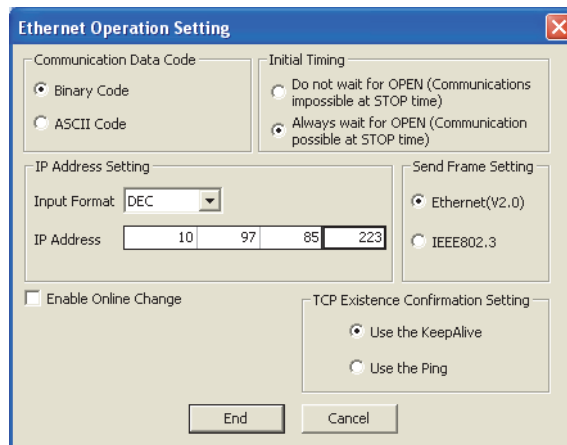 Ethernet Operation Setting
Communication Data Code
Binary Code
ASCII Code
Initial Timing
Do not wait for OPEN (Communications
impossible at STOP time)
Always wait for OPEN (Communication
possible at STOP time)
IP Address Setting
Input Format DEC
IP Address 10 97 85 223
Send Frame Setting
Ethernet(V2.0)
IEEE802.3
Enable Online Change
TCP Existence Confirmation Setting
Use the KeepAlive
Use the Ping
End Cancel